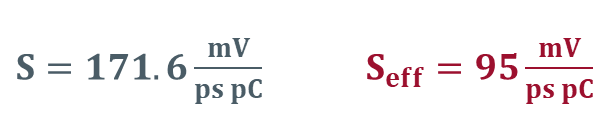 S = 171.6 mV/ps pC
S_eff = 95 mV/ps pC